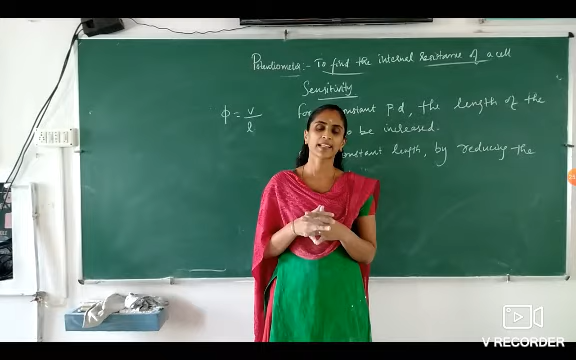 Potentiometer:- To find the internal resistance of a cell
Sensitivity
ϕ = v/l
For constant p.d, the length of the
to be increased.
constant length, by reducing the
V RECORDER